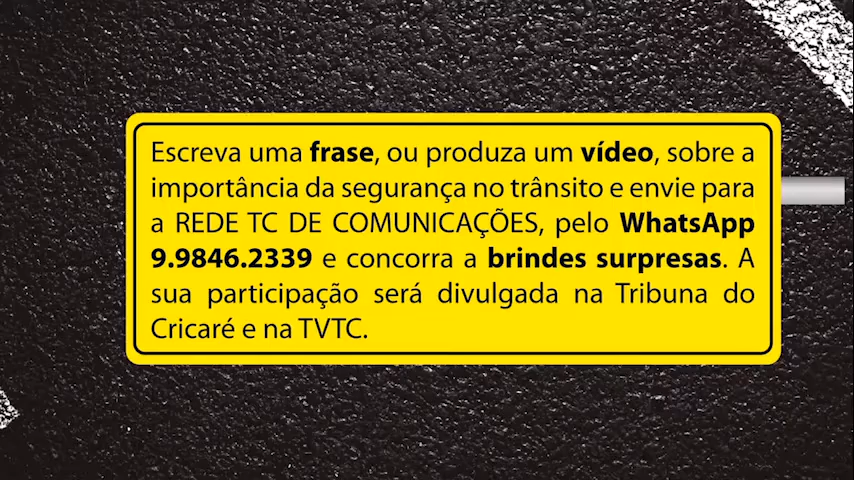 Escreva uma frase, ou produza um vídeo, sobre a
importância da segurança no trânsito e envie para
a REDE TC DE COMUNICAÇÕES, pelo WhatsApp
9.9846.2339 e concorra a brindes surpresas. A
sua participação será divulgada na Tribuna do
Cricaré e na TVTC.